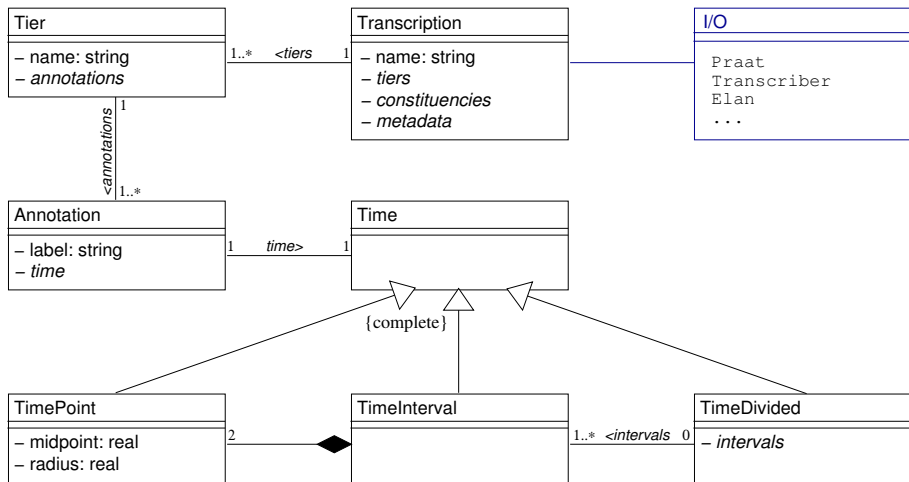 Tier
– name: string
– annotations
1..* <tiers 1
Transcription
– name: string
– tiers
– constituencies
– metadata
I/O
Praat
Transcriber
Elan
...
1
<annotations
1..*
Annotation
– label: string
– time
1 time> 1
Time
{complete}
TimePoint
– midpoint: real
– radius: real
2
TimeInterval
1..* <intervals 0
TimeDivided
– intervals